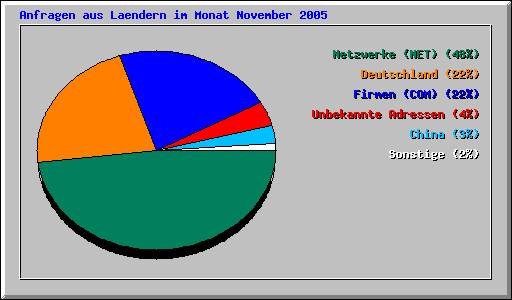 Anfragen aus Laendern im Monat November 2005
Netzwerke (NET) (48%)
Deutschland (22%)
Firmen (COM) (22%)
Unbekannte Adressen (4%)
China (3%)
Sonstige (2%)